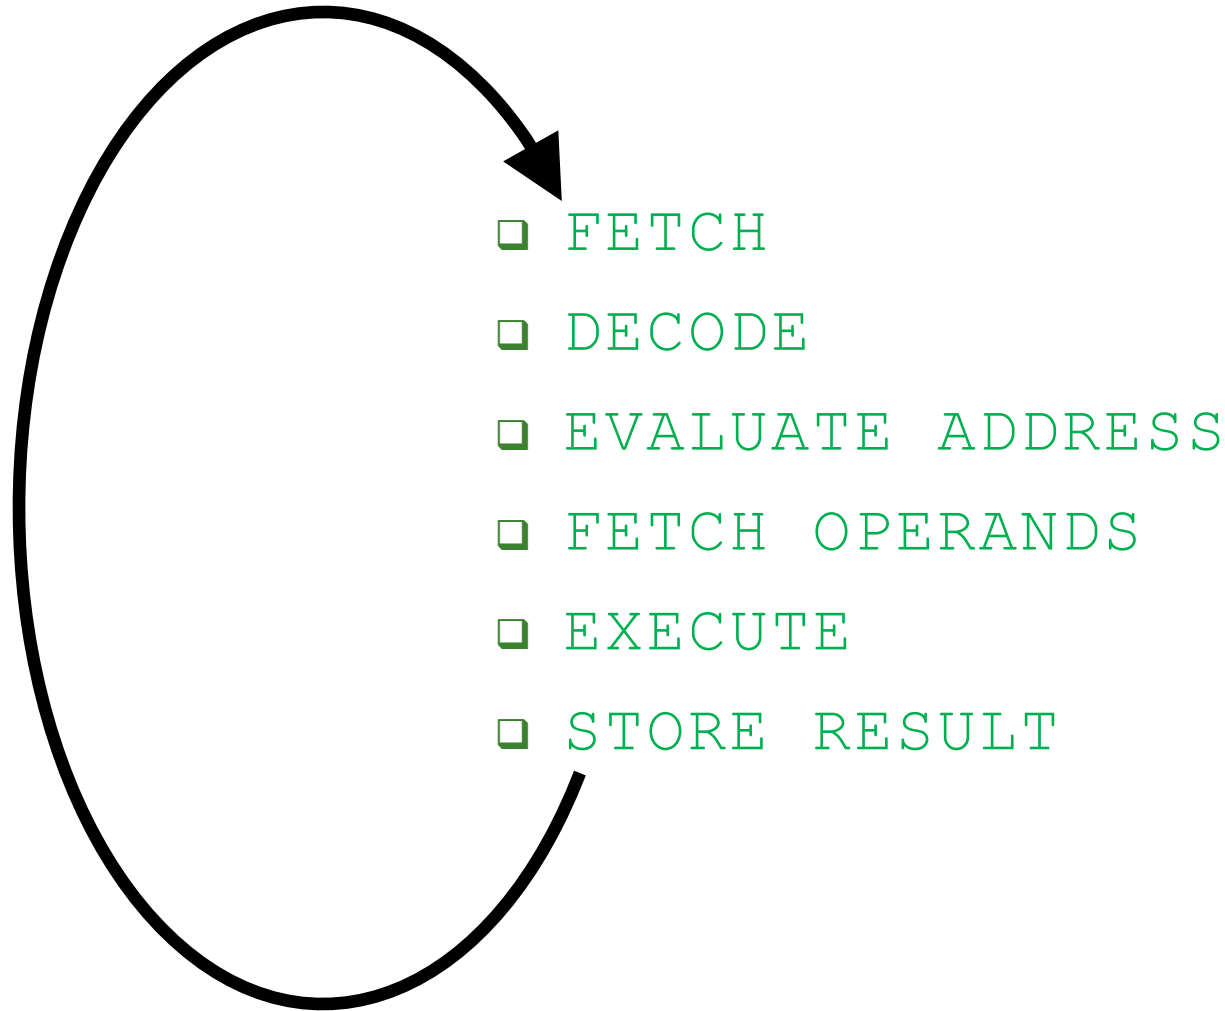 FETCH
DECODE
EVALUATE ADDRESS
FETCH OPERANDS
EXECUTE
STORE RESULT